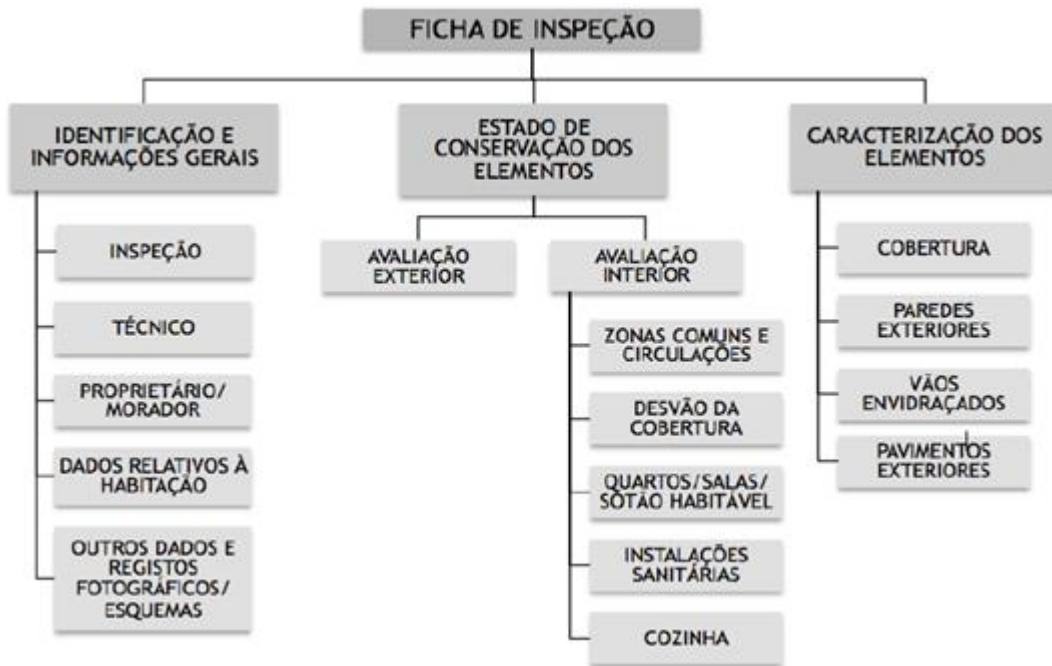 FICHA DE INSPEÇÃO
IDENTIFICAÇÃO E
INFORMAÇÕES GERAIS
INSPEÇÃO
TÉCNICO
PROPRIETÁRIO/
MORADOR
DADOS RELATIVOS À
HABITAÇÃO
OUTROS DADOS E
REGISTOS
FOTOGRÁFICOS/
ESQUEMAS
ESTADO DE
CONSERVAÇÃO DOS
ELEMENTOS
AVALIAÇÃO
EXTERIOR
AVALIAÇÃO
INTERIOR
ZONAS COMUNS E
CIRCULAÇÕES
DESVÃO DA
COBERTURA
QUARTOS/SALAS/
SÓTÃO HABITÁVEL
INSTALAÇÕES
SANITÁRIAS
COZINHA
CARACTERIZAÇÃO DOS
ELEMENTOS
COBERTURA
PAREDES
EXTERIORES
VÃOS
ENVIDRAÇADOS
PAVIMENTOS
EXTERIORES